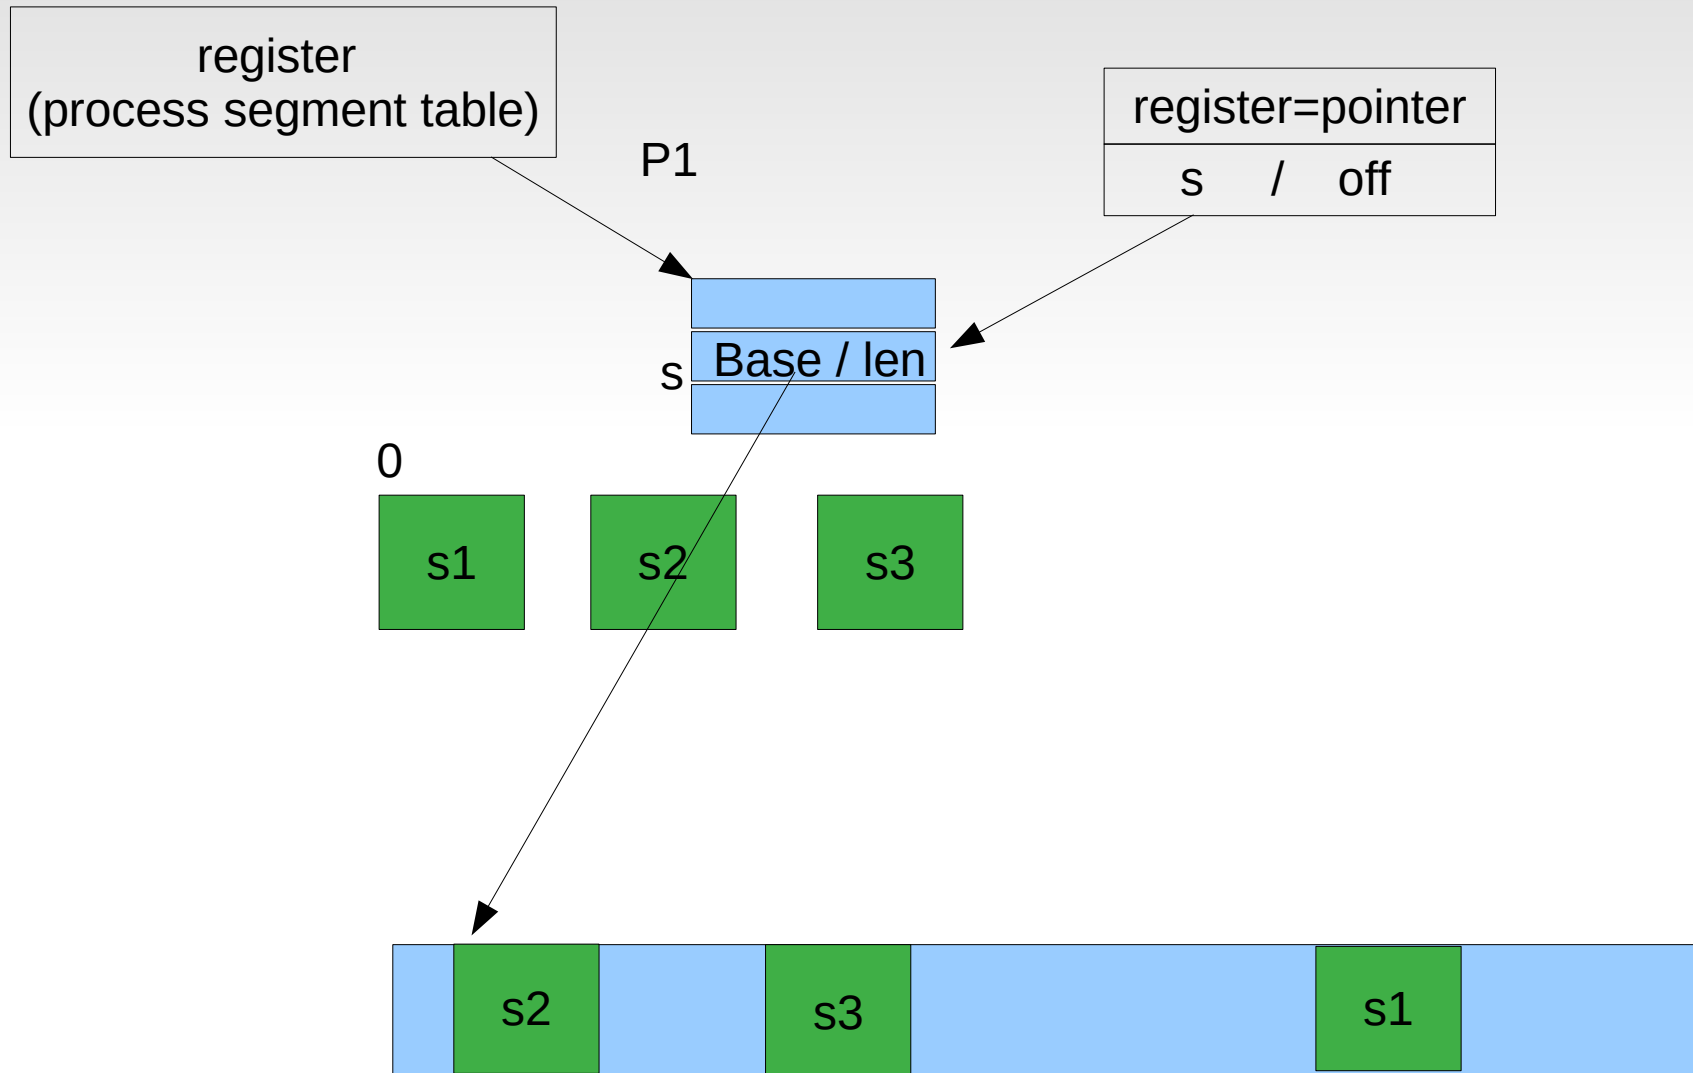 register
(process segment table)
P1
register=pointer
s / off
s
Base / len
0
s1
s2
s3
s2
s3
s1